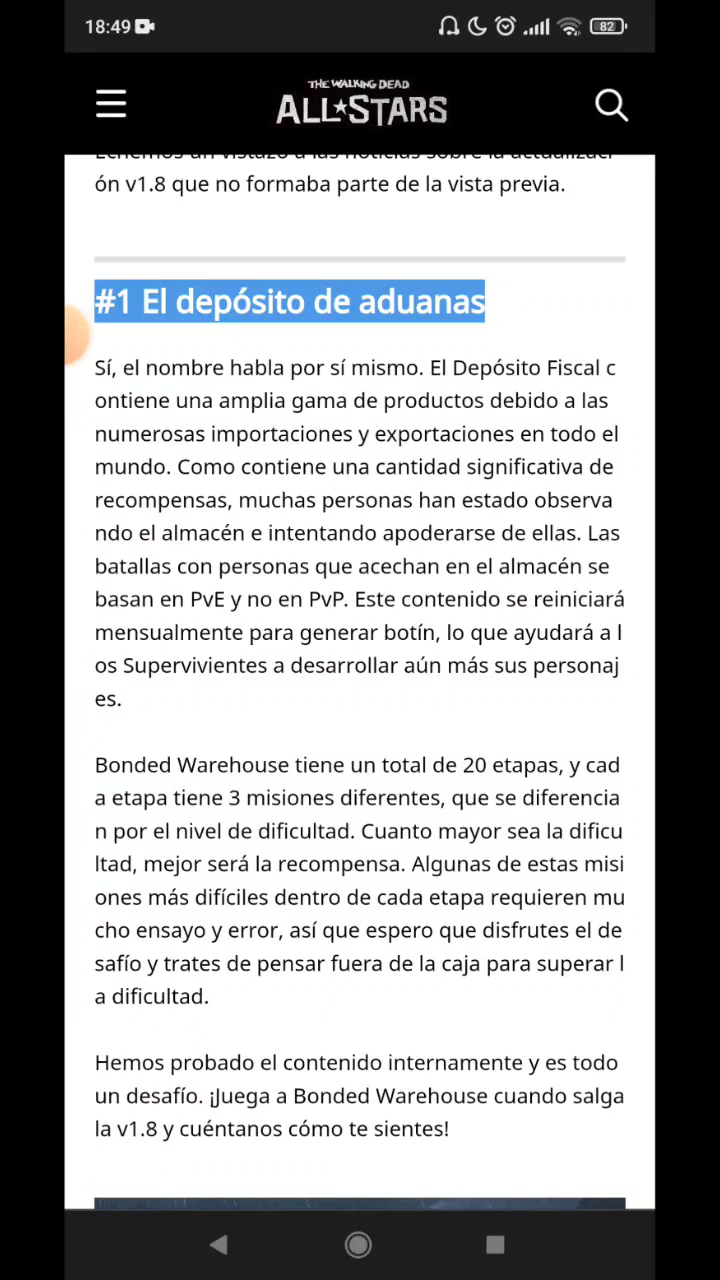 18:49
82
THE WALKING DEAD
ALL★STARS
Echemos un vistazo a las noticias sobre la actualizaci
ón v1.8 que no formaba parte de la vista previa.
#1 El depósito de aduanas
Sí, el nombre habla por sí mismo. El Depósito Fiscal c
ontiene una amplia gama de productos debido a las
numerosas importaciones y exportaciones en todo el
mundo. Como contiene una cantidad significativa de
recompensas, muchas personas han estado observa
ndo el almacén e intentando apoderarse de ellas. Las
batallas con personas que acechan en el almacén se
basan en PvE y no en PvP. Este contenido se reiniciará
mensualmente para generar botín, lo que ayudará a l
os Supervivientes a desarrollar aún más sus personaj
es.
Bonded Warehouse tiene un total de 20 etapas, y cad
a etapa tiene 3 misiones diferentes, que se diferencia
n por el nivel de dificultad. Cuanto mayor sea la dificu
ltad, mejor será la recompensa. Algunas de estas misi
ones más difíciles dentro de cada etapa requieren mu
cho ensayo y error, así que espero que disfrutes el de
safío y trates de pensar fuera de la caja para superar l
a dificultad.
Hemos probado el contenido internamente y es todo
un desafío. ¡Juega a Bonded Warehouse cuando salga
la v1.8 y cuéntanos cómo te sientes!